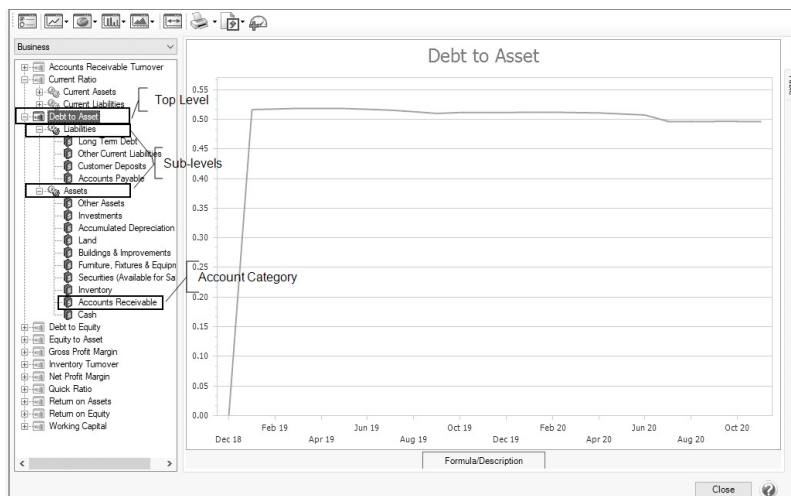 Business
Accounts Receivable Turnover
Current Ratio
Current Assets
Current Liabilities
Debt to Asset
Liabilities
Long Term Debt
Other Current Liabilities
Customer Deposits
Accounts Payable
Assets
Other Assets
Investments
Accumulated Depreciation
Land
Buildings & Improvements
Furniture, Fixtures & Equipm
Securities (Available for Sa
Inventory
Accounts Receivable
Cash
Debt to Equity
Equity to Asset
Gross Profit Margin
Inventory Turnover
Net Profit Margin
Quick Ratio
Return on Assets
Return on Equity
Working Capital
Top Level
Sub-levels
Account Category
Debt to Asset
0.55
0.50
0.45
0.40
0.35
0.30
0.25
0.20
0.15
0.10
0.05
0.00
Feb 19 Jun 19 Oct 19 Feb 20 Jun 20 Oct 20
Dec 18 Apr 19 Aug 19 Dec 19 Apr 20 Aug 20
Formula/Description
Close